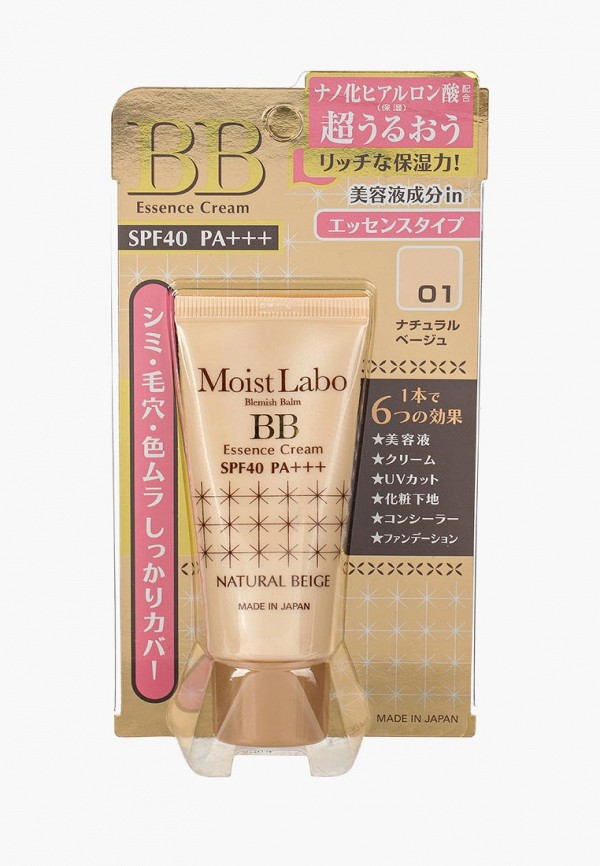 ナノ化ヒアルロン酸配合
(保湿)
超うるおう
リッチな保湿力!
美容液成分in
エッセンスタイプ
BB
Essence Cream
SPF40 PA+++
01
ナチュラル
ベージュ
シミ・毛穴・色ムラ しっかりカバー
1本で
6つの効果
★美容液
★クリーム
★UVカット
★化粧下地
★コンシーラー
★ファンデーション
Moist Labo
Blemish Balm
BB
Essence Cream
SPF40 PA+++
NATURAL BEIGE
MADE IN JAPAN
MADE IN JAPAN